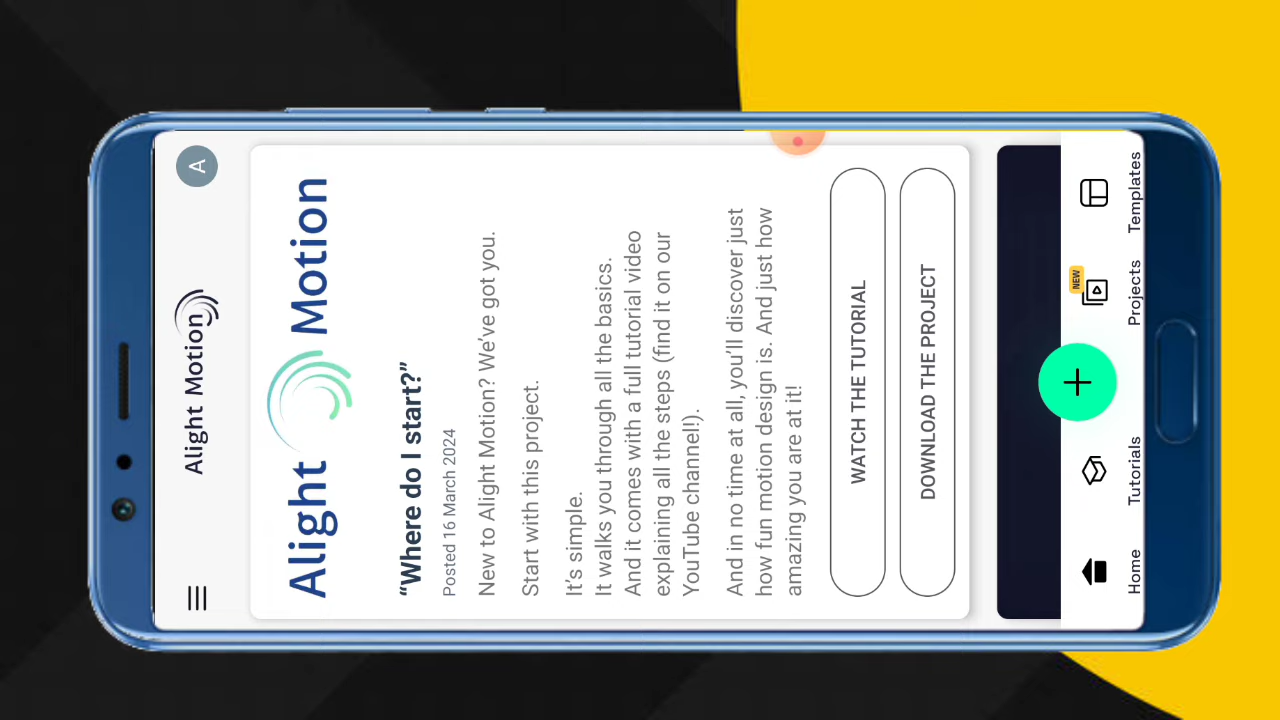 Alight Motion
A
Alight Motion
“Where do I start?”
Posted 16 March 2024
New to Alight Motion? We’ve got you.
Start with this project.
It’s simple.
It walks you through all the basics.
And it comes with a full tutorial video
explaining all the steps (find it on our
YouTube channel!).
And in no time at all, you’ll discover just
how fun motion design is. And just how
amazing you are at it!
WATCH THE TUTORIAL
DOWNLOAD THE PROJECT
NEW
Home
Tutorials
Projects
Templates